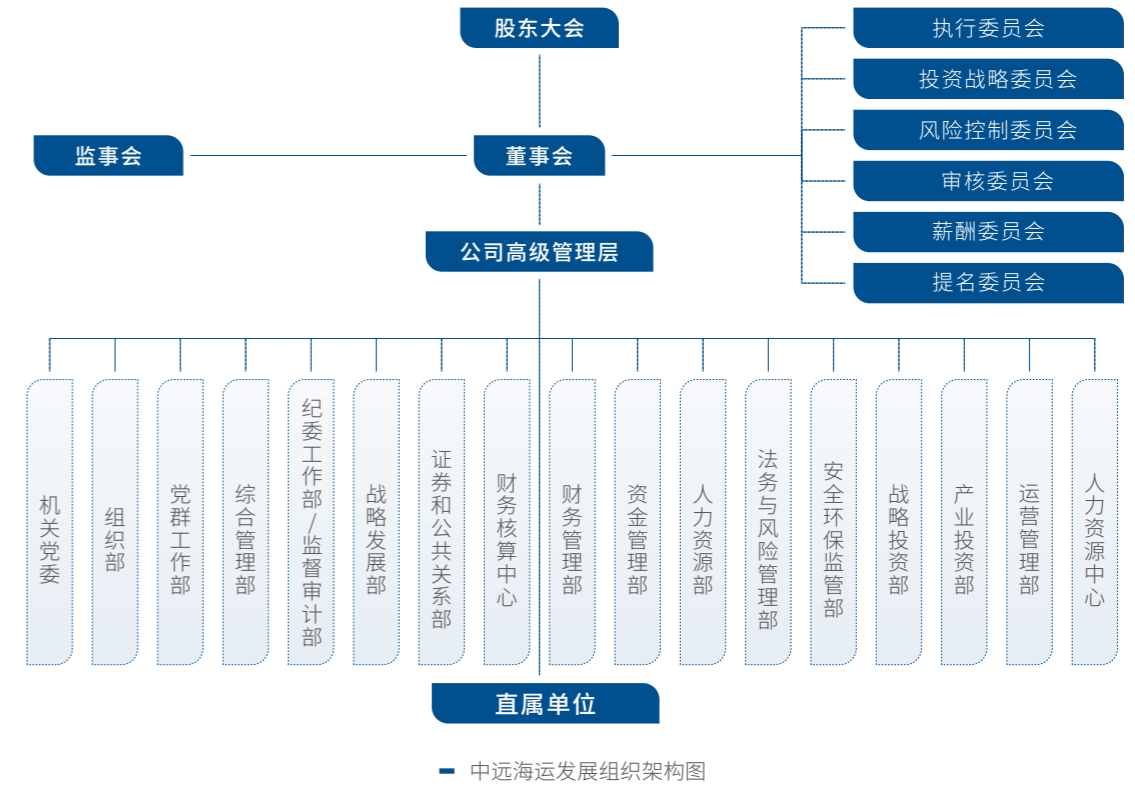 股东大会
执行委员会
投资战略委员会
风险控制委员会
审核委员会
薪酬委员会
提名委员会
监事会
董事会
公司高级管理层
机关党委
组织部
党群工作部
综合管理部
纪委工作部/监督审计部
战略发展部
证券和公共关系部
财务核算中心
财务管理部
资金管理部
人力资源部
法务与风险管理部
安全环保监管部
战略投资部
产业投资部
运营管理部
人力资源中心
直属单位
中远海运发展组织架构图